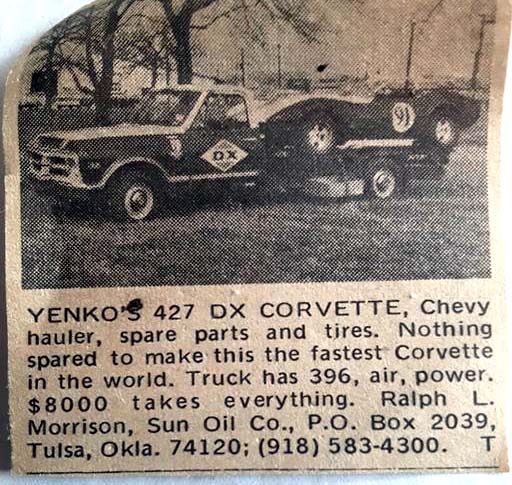 DX
91
YENKO'S 427 DX CORVETTE, Chevy
hauler, spare parts and tires. Nothing
spared to make this the fastest Corvette
in the world. Truck has 396, air, power.
$8000 takes everything. Ralph L.
Morrison, Sun Oil Co., P.O. Box 2039,
Tulsa, Okla. 74120; (918) 583-4300. T